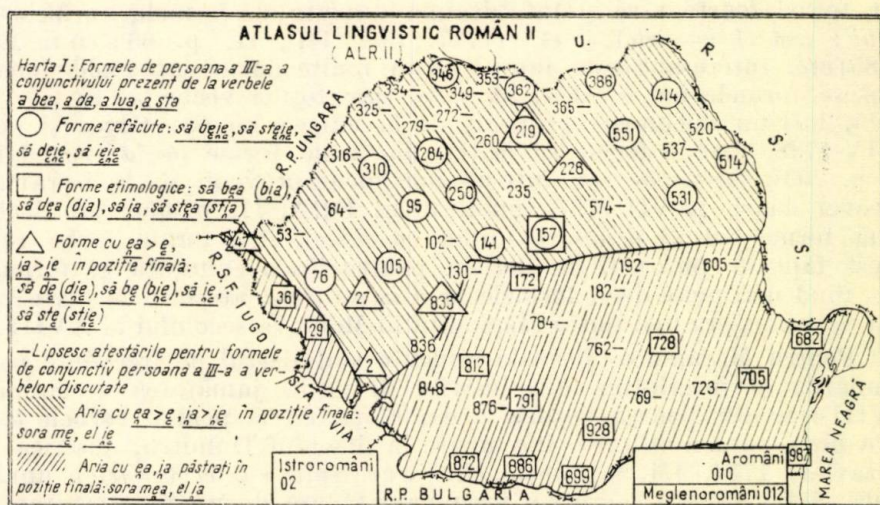 ATLASUL LINGVISTIC ROMÂN II
(ALR II)
Harta I: Formele de persoana a III-a a
conjunctivului prezent de la verbele
a bea, a da, a lua, a sta
Forme refăcute: să beie, să steie,
să deie, să ieie
Forme etimologice: să bea (bia),
să dea (dia), să ia, să stea (stia)
Forme cu ea > e,
ia > ie în poziție finală:
să de (die), să be (bie), să ie,
să ste (stie)
— Lipsesc atestările pentru formele
de conjunctiv persoana a III-a a ver-
belor discutate
Aria cu ea > e, ia > ie în poziție finală:
sora me, el ie
Aria cu ea, ia păstrați în
poziție finală: sora mea, el ia
R.P. UNGARĂ
U. R. S. S.
R.S.F. IUGO
SLA
VIA
R.P. BULGARIA
MAREA NEAGRĂ
Istroromâni
02
Aromâni
010
Meglenoromâni 012
346 353— 362 386
334— 349— 365— 414
325— 272— 219 551 520—
279— 260 537—
316— 284 228 514
310 250 235 531
64— 95 574—
53— 102— 141 157
47 76 105 130— 172 192— 605—
36 27 833 182—
29 784—
836 762— 728 682
2 812
848— 791 769— 723— 705
876—
928
872 886 899 987